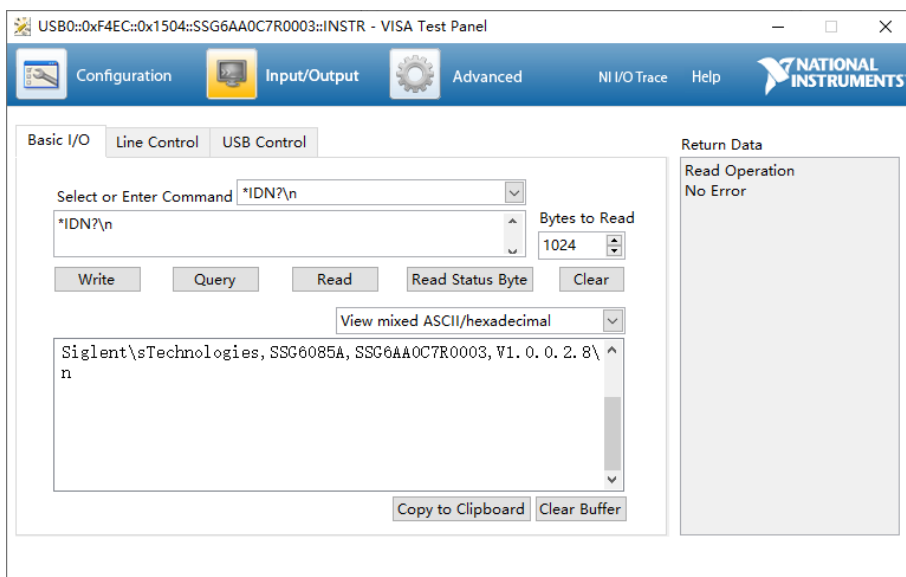 USB0::0xF4EC::0x1504::SSG6AA0C7R0003::INSTR - VISA Test Panel
Configuration Input/Output Advanced NI I/O Trace Help NATIONAL INSTRUMENTS
Basic I/O Line Control USB Control
Select or Enter Command *IDN?\n
*IDN?\n
Bytes to Read
1024
Write Query Read Read Status Byte Clear
View mixed ASCII/hexadecimal
Siglent\sTechnologies,SSG6085A,SSG6AA0C7R0003,V1.0.0.2.8\
n
Copy to Clipboard Clear Buffer
Return Data
Read Operation
No Error